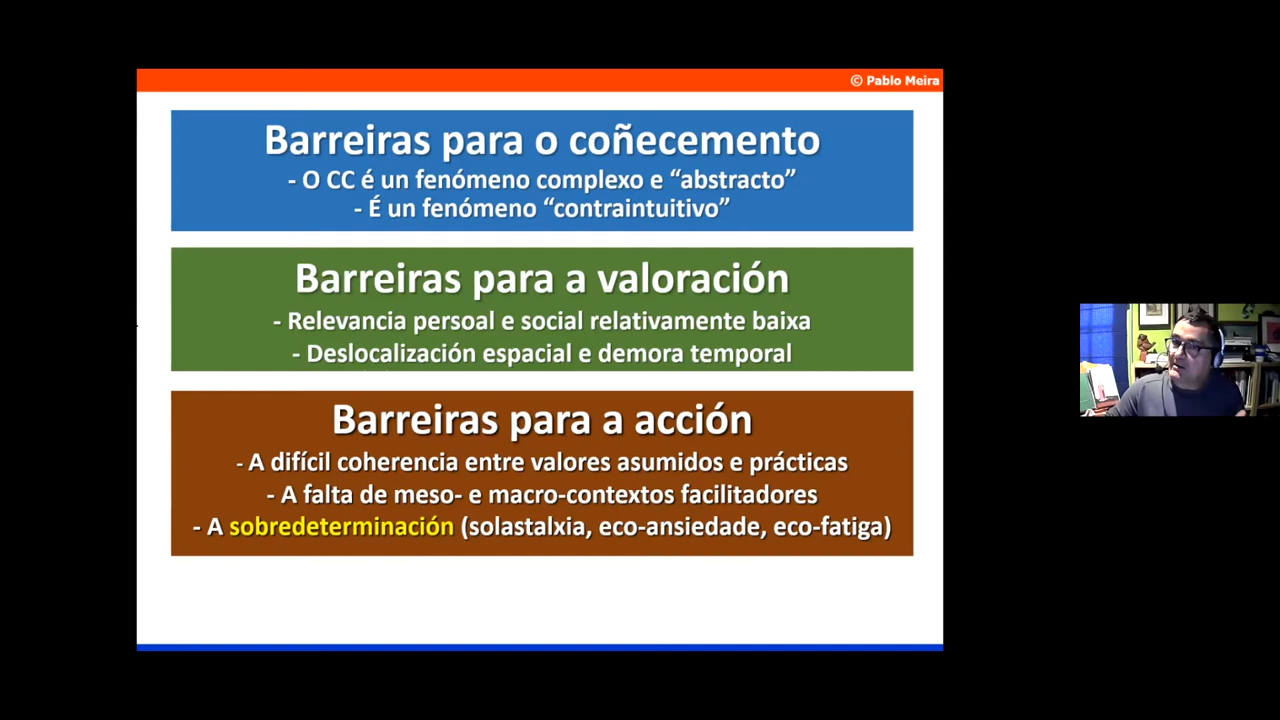 © Pablo Meira
Barreiras para o coñecemento
- O CC é un fenómeno complexo e “abstracto”
- É un fenómeno “contraintuitivo”
Barreiras para a valoración
- Relevancia persoal e social relativamente baixa
- Deslocalización espacial e demora temporal
Barreiras para a acción
- A difícil coherencia entre valores asumidos e prácticas
- A falta de meso- e macro-contextos facilitadores
- A sobredeterminación (solastalxia, eco-ansiedade, eco-fatiga)